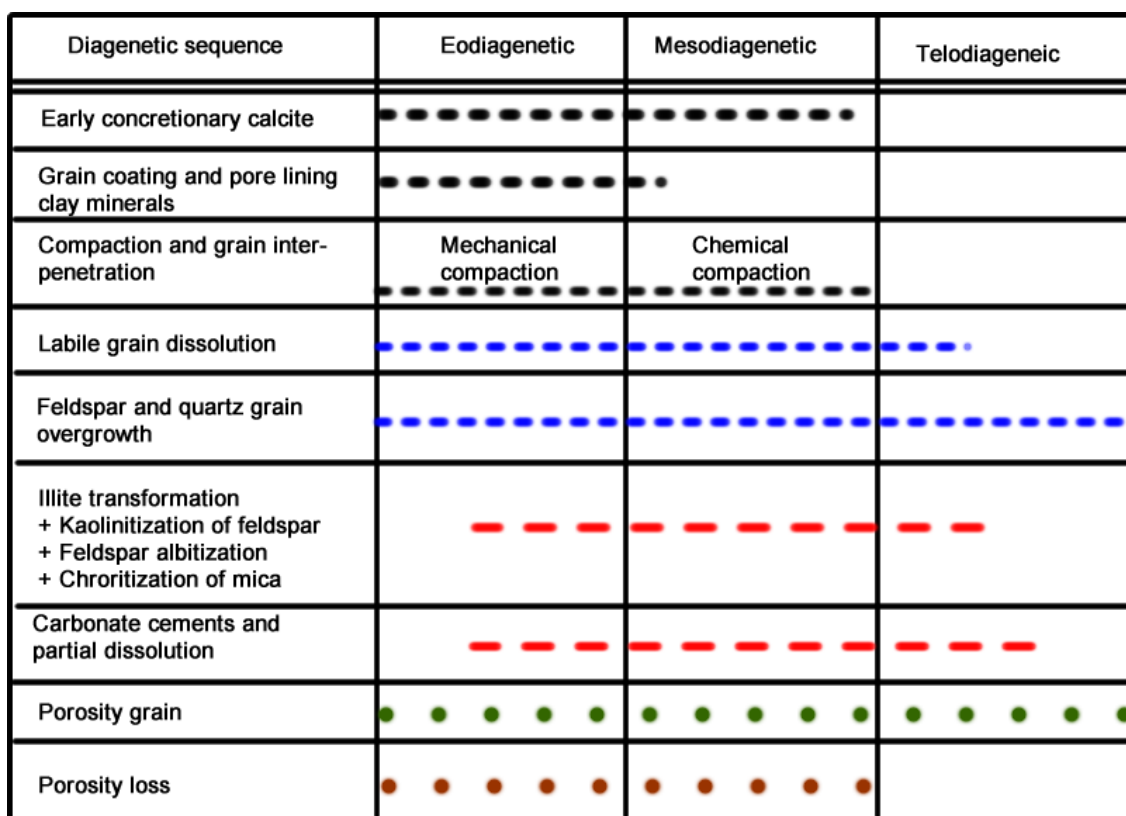 Diagenetic sequence Eodiagenetic Mesodiagenetic Telodiageneic
Early concretionary calcite
Grain coating and pore lining
clay minerals
Compaction and grain inter-
penetration
Mechanical
compaction
Chemical
compaction
Labile grain dissolution
Feldspar and quartz grain
overgrowth
Illite transformation
+ Kaolinitization of feldspar
+ Feldspar albitization
+ Chroritization of mica
Carbonate cements and
partial dissolution
Porosity grain
Porosity loss